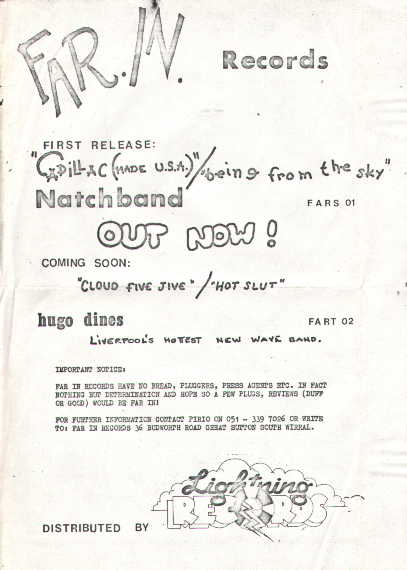 FAR.IN. Records
FIRST RELEASE:
"CADILLAC (MADE U.S.A.)"/"being from the sky"
Natchband FARS 01
OUT NOW!
COMING SOON:
"CLOUD FIVE JIVE"/"HOT SLUT"
hugo dines FART 02
LIVERPOOL'S HOTEST NEW WAVE BAND.
IMPORTANT NOTICE:
FAR IN RECORDS HAVE NO BREAD, PLUGGERS, PRESS AGENTS ETC. IN FACT
NOTHING BUT DETERMINATION AND HOPE SO A FEW PLUGS, REVIEWS (DUFF
OR GOOD) WOULD BE FAR IN!
FOR FURTHER INFORMATION CONTACT PIRIO ON 051 - 339 7026 OR WRITE
TO: FAR IN RECORDS 36 BUDWORTH ROAD GREAT SUTTON SOUTH WIRRAL.
Lightning
RECORDS
DISTRIBUTED BY